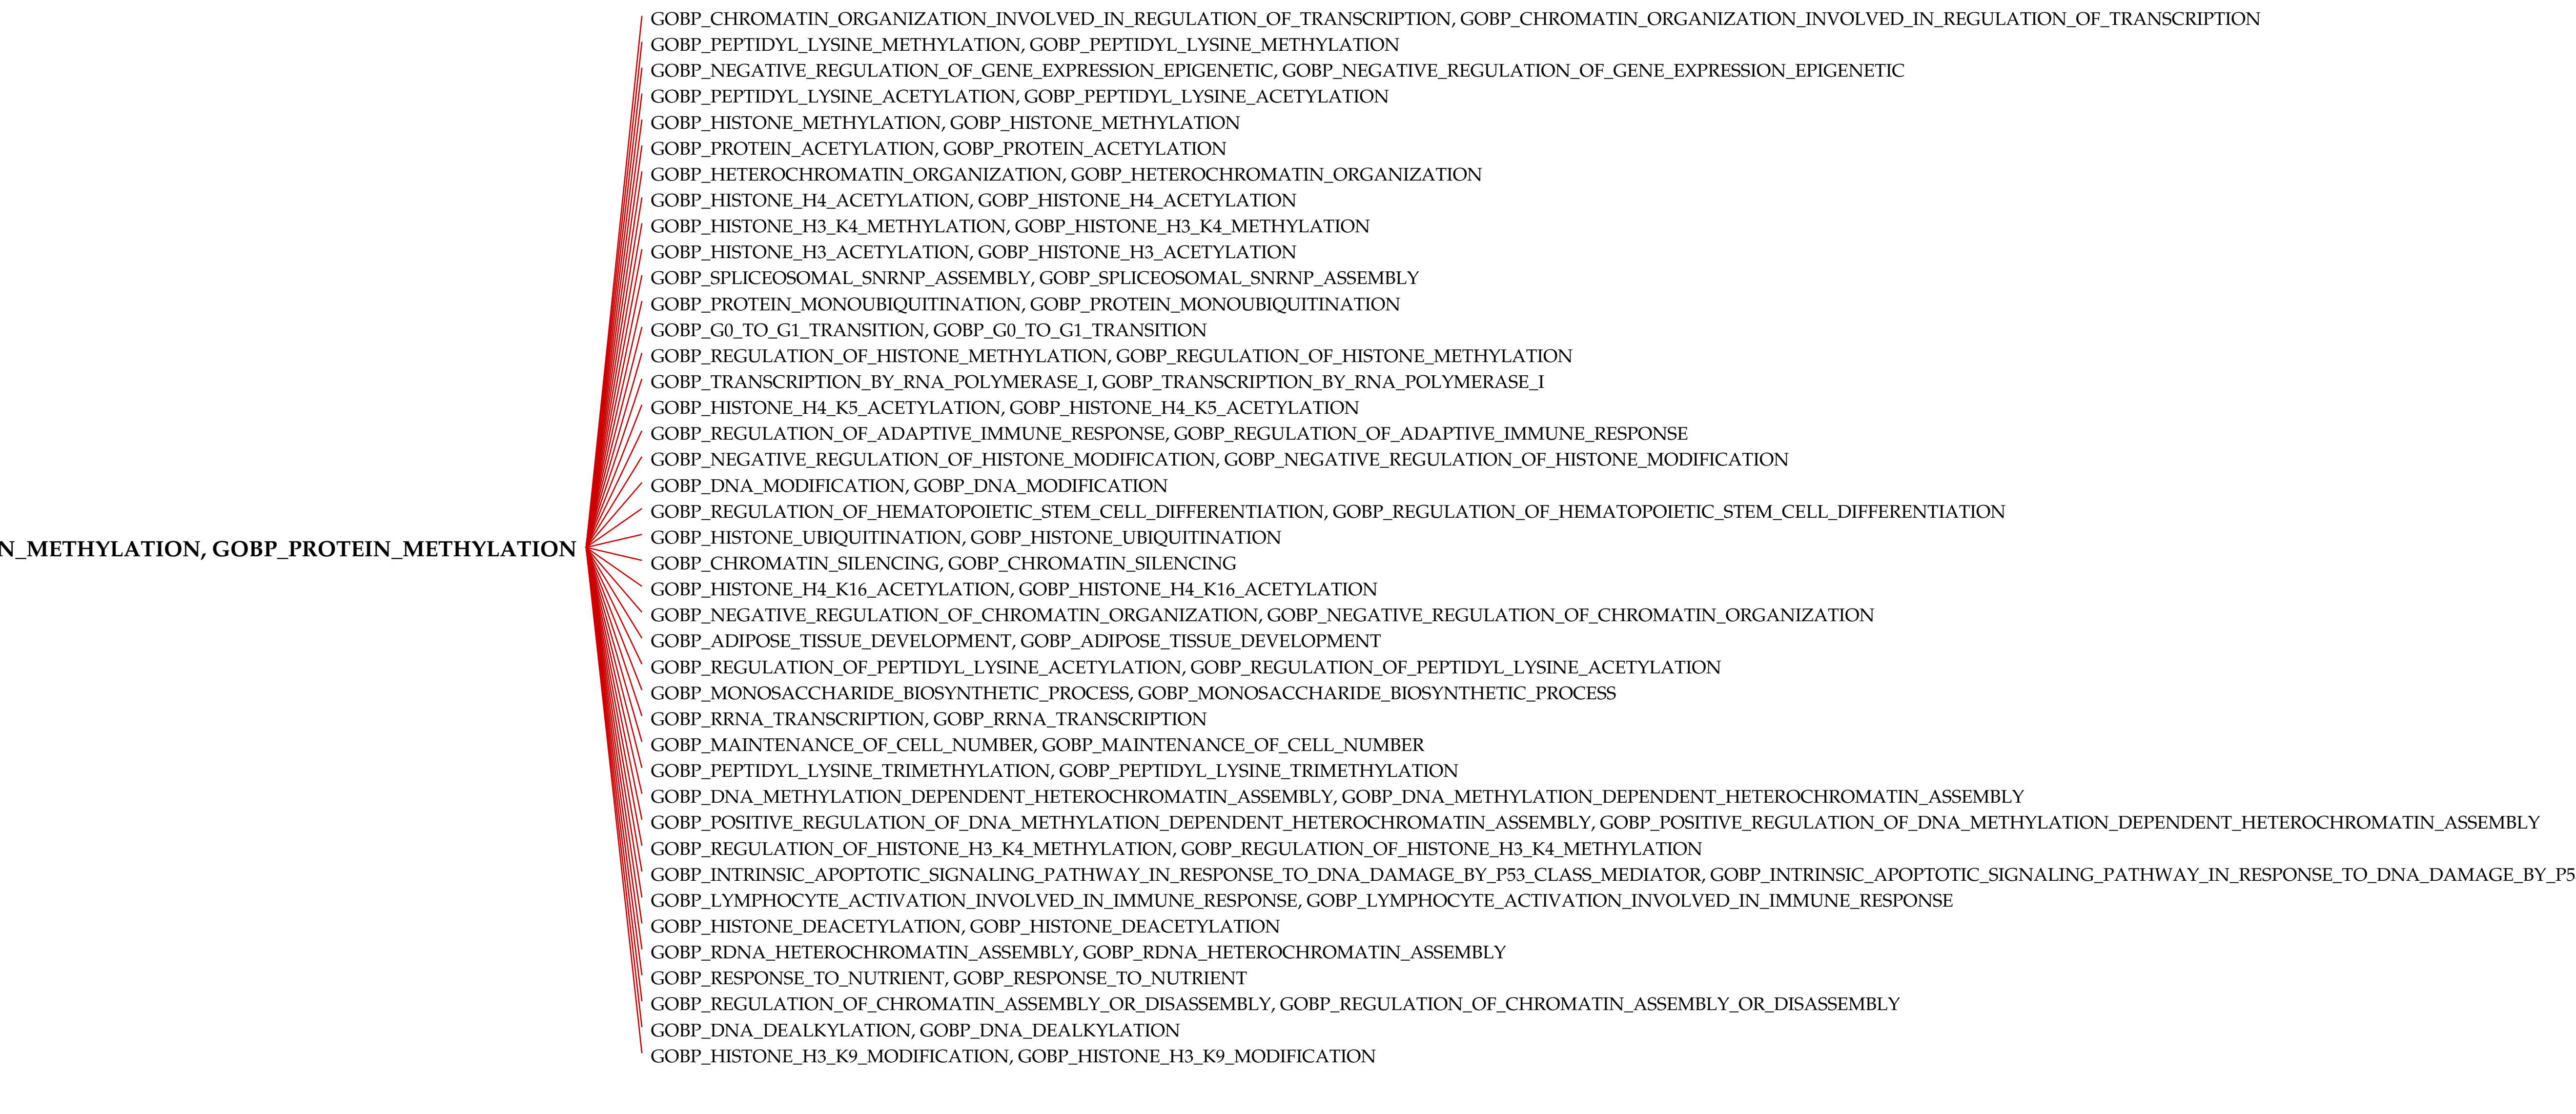 GOBP_CHROMATIN_ORGANIZATION_INVOLVED_IN_REGULATION_OF_TRANSCRIPTION, GOBP_CHROMATIN_ORGANIZATION_INVOLVED_IN_REGULATION_OF_TRANSCRIPTION
GOBP_PEPTIDYL_LYSINE_METHYLATION, GOBP_PEPTIDYL_LYSINE_METHYLATION
GOBP_NEGATIVE_REGULATION_OF_GENE_EXPRESSION_EPIGENETIC, GOBP_NEGATIVE_REGULATION_OF_GENE_EXPRESSION_EPIGENETIC
GOBP_PEPTIDYL_LYSINE_ACETYLATION, GOBP_PEPTIDYL_LYSINE_ACETYLATION
GOBP_HISTONE_METHYLATION, GOBP_HISTONE_METHYLATION
GOBP_PROTEIN_ACETYLATION, GOBP_PROTEIN_ACETYLATION
GOBP_HETEROCHROMATIN_ORGANIZATION, GOBP_HETEROCHROMATIN_ORGANIZATION
GOBP_HISTONE_H4_ACETYLATION, GOBP_HISTONE_H4_ACETYLATION
GOBP_HISTONE_H3_K4_METHYLATION, GOBP_HISTONE_H3_K4_METHYLATION
GOBP_HISTONE_H3_ACETYLATION, GOBP_HISTONE_H3_ACETYLATION
GOBP_SPLICEOSOMAL_SNRNP_ASSEMBLY, GOBP_SPLICEOSOMAL_SNRNP_ASSEMBLY
GOBP_PROTEIN_MONOUBIQUITINATION, GOBP_PROTEIN_MONOUBIQUITINATION
GOBP_G0_TO_G1_TRANSITION, GOBP_G0_TO_G1_TRANSITION
GOBP_REGULATION_OF_HISTONE_METHYLATION, GOBP_REGULATION_OF_HISTONE_METHYLATION
GOBP_TRANSCRIPTION_BY_RNA_POLYMERASE_I, GOBP_TRANSCRIPTION_BY_RNA_POLYMERASE_I
GOBP_HISTONE_H4_K5_ACETYLATION, GOBP_HISTONE_H4_K5_ACETYLATION
GOBP_REGULATION_OF_ADAPTIVE_IMMUNE_RESPONSE, GOBP_REGULATION_OF_ADAPTIVE_IMMUNE_RESPONSE
GOBP_NEGATIVE_REGULATION_OF_HISTONE_MODIFICATION, GOBP_NEGATIVE_REGULATION_OF_HISTONE_MODIFICATION
GOBP_DNA_MODIFICATION, GOBP_DNA_MODIFICATION
GOBP_REGULATION_OF_HEMATOPOIETIC_STEM_CELL_DIFFERENTIATION, GOBP_REGULATION_OF_HEMATOPOIETIC_STEM_CELL_DIFFERENTIATION
GOBP_HISTONE_UBIQUITINATION, GOBP_HISTONE_UBIQUITINATION
N_METHYLATION, GOBP_PROTEIN_METHYLATION
GOBP_CHROMATIN_SILENCING, GOBP_CHROMATIN_SILENCING
GOBP_HISTONE_H4_K16_ACETYLATION, GOBP_HISTONE_H4_K16_ACETYLATION
GOBP_NEGATIVE_REGULATION_OF_CHROMATIN_ORGANIZATION, GOBP_NEGATIVE_REGULATION_OF_CHROMATIN_ORGANIZATION
GOBP_ADIPOSE_TISSUE_DEVELOPMENT, GOBP_ADIPOSE_TISSUE_DEVELOPMENT
GOBP_REGULATION_OF_PEPTIDYL_LYSINE_ACETYLATION, GOBP_REGULATION_OF_PEPTIDYL_LYSINE_ACETYLATION
GOBP_MONOSACCHARIDE_BIOSYNTHETIC_PROCESS, GOBP_MONOSACCHARIDE_BIOSYNTHETIC_PROCESS
GOBP_RRNA_TRANSCRIPTION, GOBP_RRNA_TRANSCRIPTION
GOBP_MAINTENANCE_OF_CELL_NUMBER, GOBP_MAINTENANCE_OF_CELL_NUMBER
GOBP_PEPTIDYL_LYSINE_TRIMETHYLATION, GOBP_PEPTIDYL_LYSINE_TRIMETHYLATION
GOBP_DNA_METHYLATION_DEPENDENT_HETEROCHROMATIN_ASSEMBLY, GOBP_DNA_METHYLATION_DEPENDENT_HETEROCHROMATIN_ASSEMBLY
GOBP_POSITIVE_REGULATION_OF_DNA_METHYLATION_DEPENDENT_HETEROCHROMATIN_ASSEMBLY, GOBP_POSITIVE_REGULATION_OF_DNA_METHYLATION_DEPENDENT_HETEROCHROMATIN_ASSEMBLY
GOBP_REGULATION_OF_HISTONE_H3_K4_METHYLATION, GOBP_REGULATION_OF_HISTONE_H3_K4_METHYLATION
GOBP_INTRINSIC_APOPTOTIC_SIGNALING_PATHWAY_IN_RESPONSE_TO_DNA_DAMAGE_BY_P53_CLASS_MEDIATOR, GOBP_INTRINSIC_APOPTOTIC_SIGNALING_PATHWAY_IN_RESPONSE_TO_DNA_DAMAGE_BY_P5
GOBP_LYMPHOCYTE_ACTIVATION_INVOLVED_IN_IMMUNE_RESPONSE, GOBP_LYMPHOCYTE_ACTIVATION_INVOLVED_IN_IMMUNE_RESPONSE
GOBP_HISTONE_DEACETYLATION, GOBP_HISTONE_DEACETYLATION
GOBP_RDNA_HETEROCHROMATIN_ASSEMBLY, GOBP_RDNA_HETEROCHROMATIN_ASSEMBLY
GOBP_RESPONSE_TO_NUTRIENT, GOBP_RESPONSE_TO_NUTRIENT
GOBP_REGULATION_OF_CHROMATIN_ASSEMBLY_OR_DISASSEMBLY, GOBP_REGULATION_OF_CHROMATIN_ASSEMBLY_OR_DISASSEMBLY
GOBP_DNA_DEALKYLATION, GOBP_DNA_DEALKYLATION
GOBP_HISTONE_H3_K9_MODIFICATION, GOBP_HISTONE_H3_K9_MODIFICATION